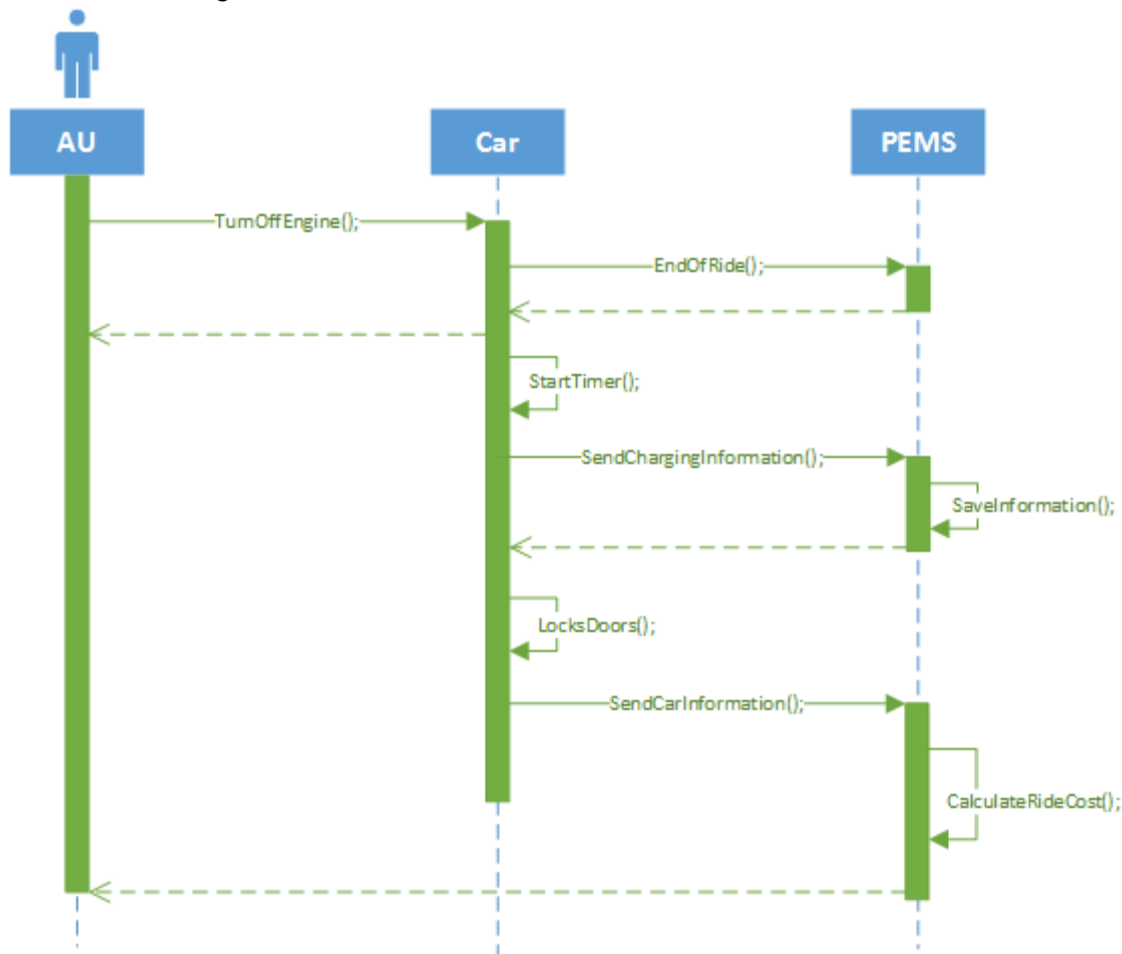 AU
Car
PEMS
TurnOffEngine();
EndOfRide();
StartTimer();
SendChargingInformation();
SaveInformation();
LocksDoors();
SendCarInformation();
CalculateRideCost();